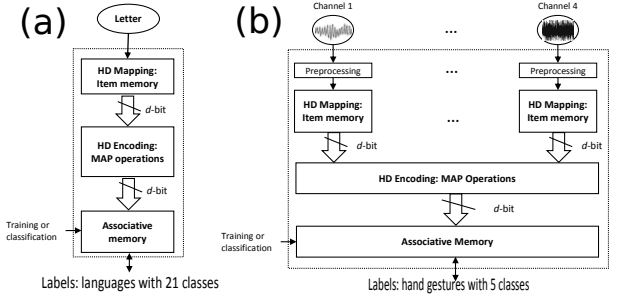 (a)
Letter
HD Mapping:
Item memory
d-bit
HD Encoding:
MAP operations
d-bit
Training or
classification
Associative
memory
Labels: languages with 21 classes
(b)
Channel 1
...
Channel 4
Preprocessing
...
Preprocessing
HD Mapping:
Item memory
...
HD Mapping:
Item memory
d-bit
d-bit
HD Encoding: MAP Operations
d-bit
Training or
classification
Associative Memory
Labels: hand gestures with 5 classes